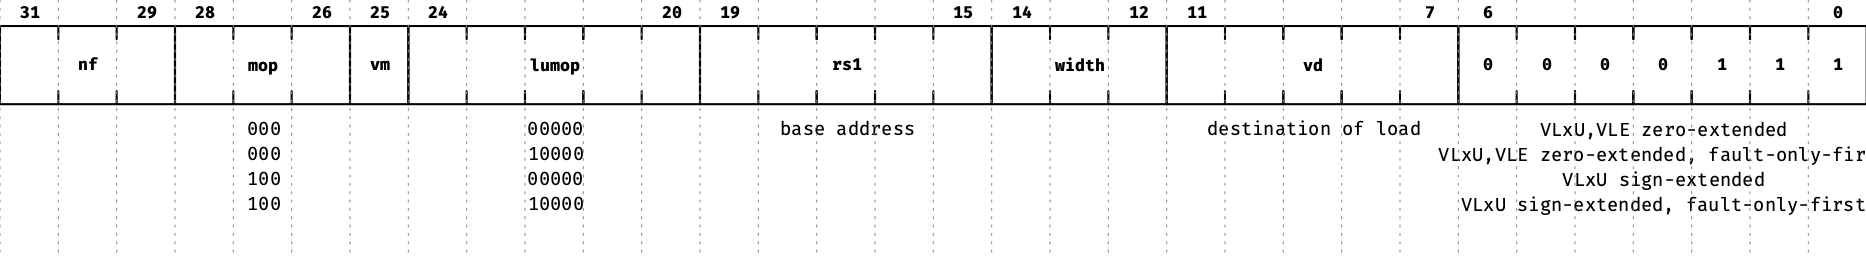 31 29 28 26 25 24 20 19 15 14 12 11 7 6 0
nf mop vm lumop rs1 width vd 0 0 0 0 1 1 1
000 00000 base address destination of load VLxU,VLE zero-extended
000 10000 VLxU,VLE zero-extended, fault-only-fir
100 00000 VLxU sign-extended
100 10000 VLxU sign-extended, fault-only-first